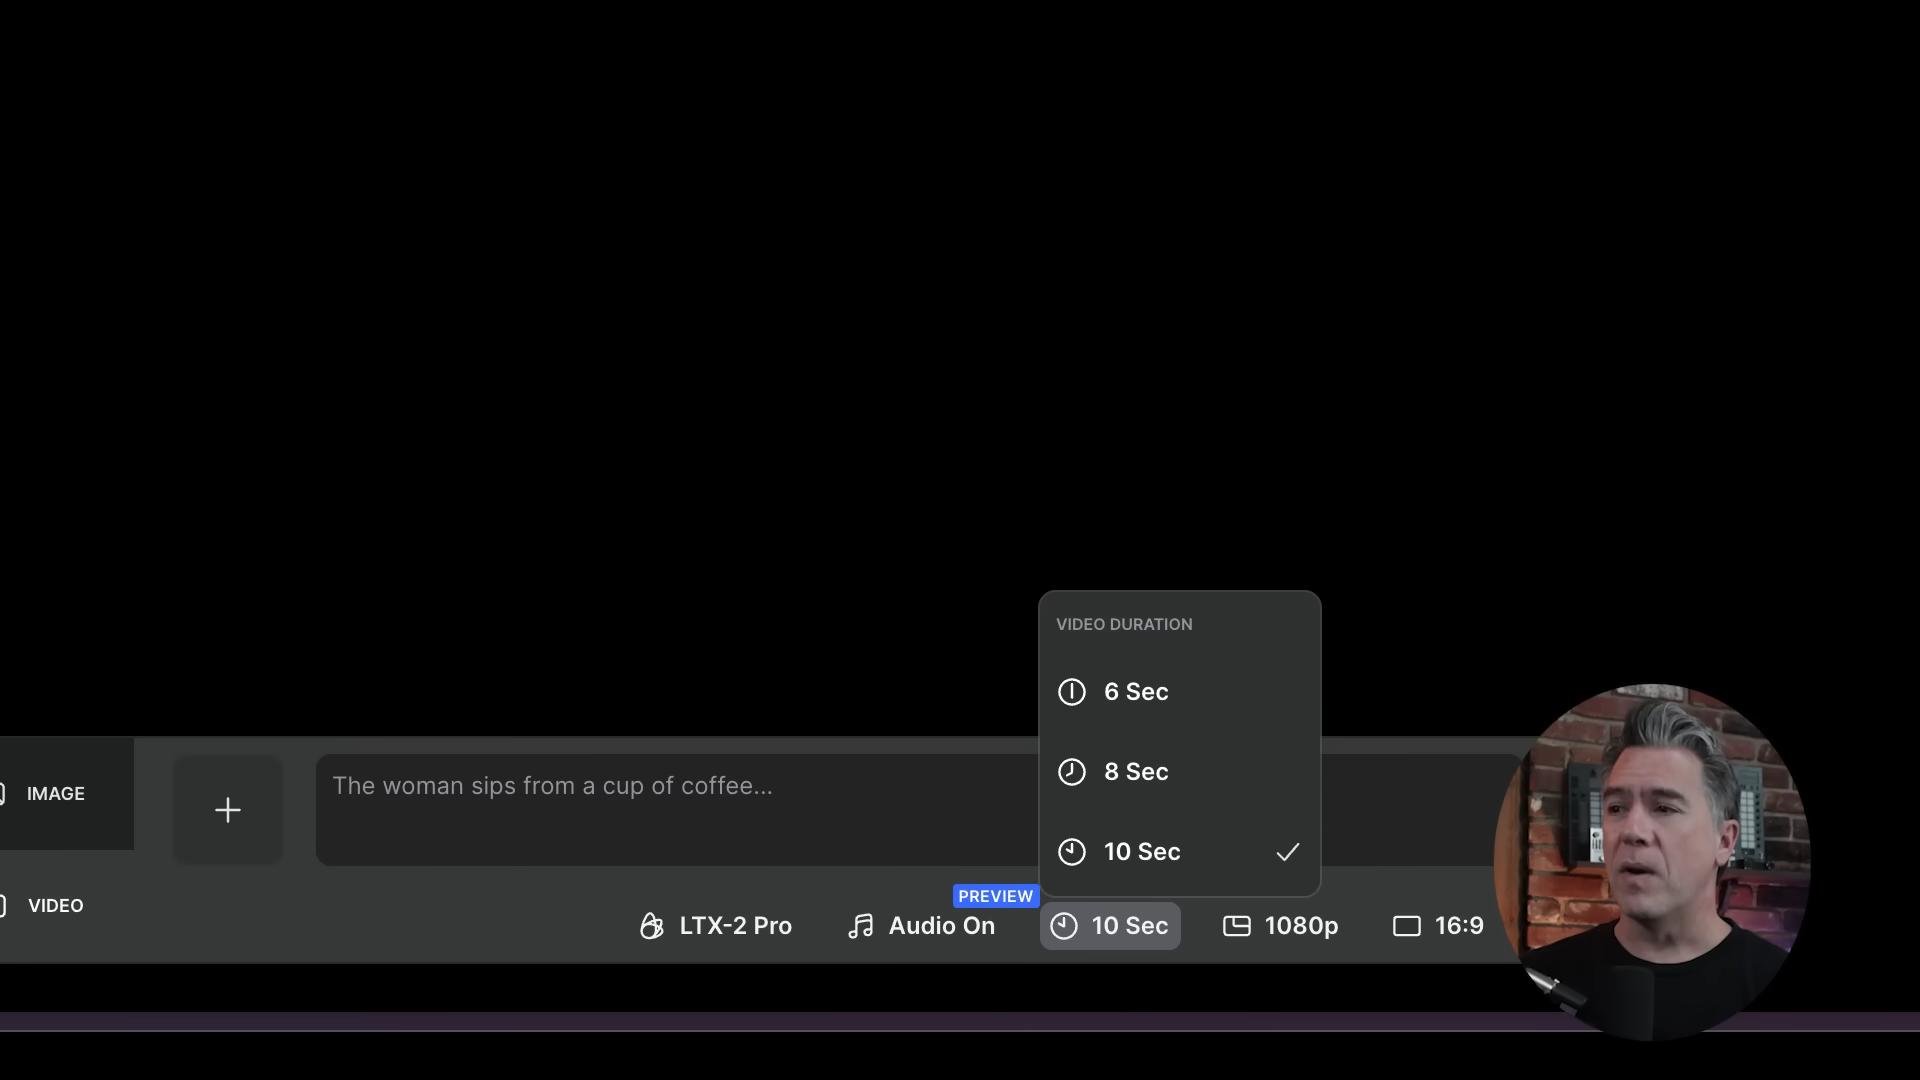 VIDEO DURATION
6 Sec
8 Sec
10 Sec
IMAGE
The woman sips from a cup of coffee...
VIDEO
PREVIEW
LTX-2 Pro
Audio On
10 Sec
1080p
16:9